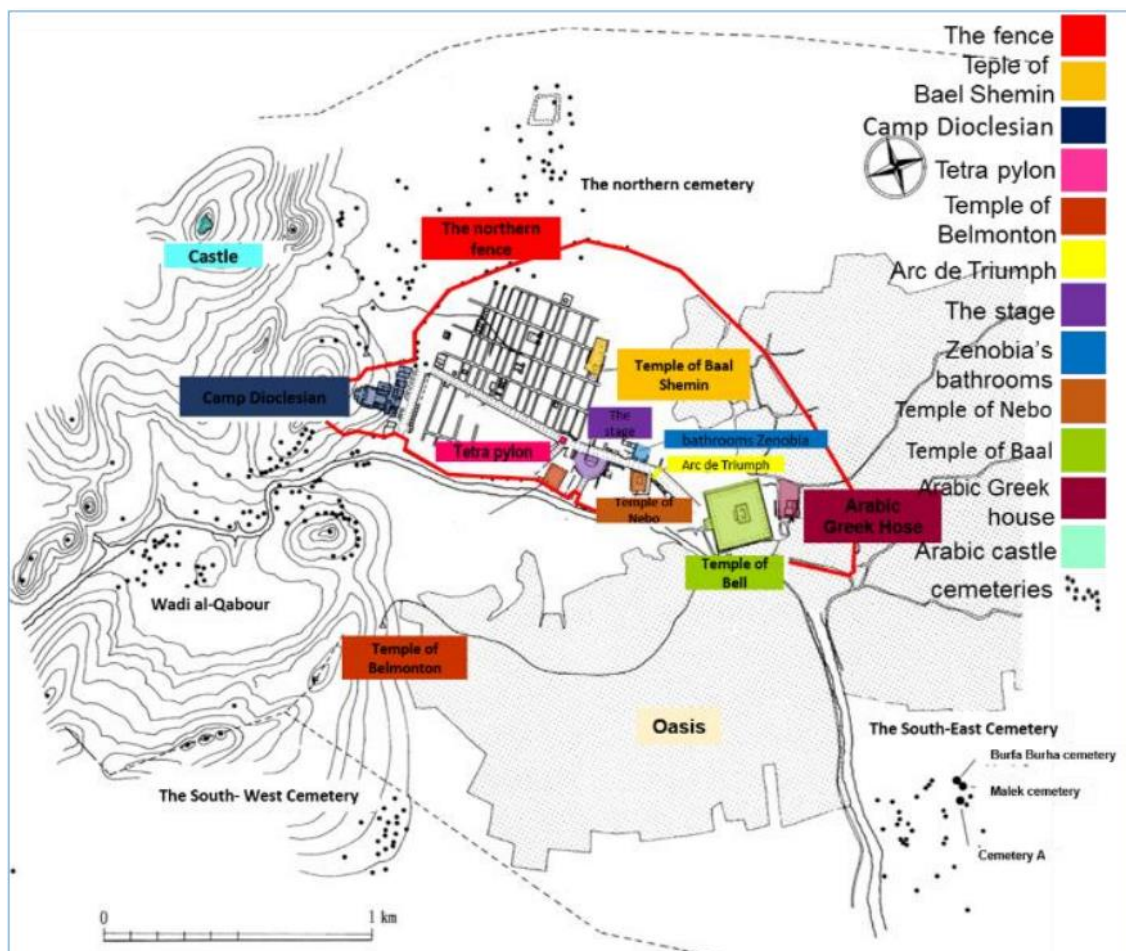 The fence
Teple of
Bael Shemin
Camp Dioclesian
Tetra pylon
Temple of
Belmonton
Arc de Triumph
The stage
Zenobia's
bathrooms
Temple of Nebo
Temple of Baal
Arabic Greek
house
Arabic castle
cemeteries
The northern cemetery
The northern
fence
Castle
Camp Dioclesian
Temple of Baal
Shemin
The
stage
Tetra pylon
bathrooms Zenobia
Arc de Triumph
Temple of
Nebo
Arabic
Greek Hose
Temple of
Bell
Wadi al-Qabour
Temple of
Belmonton
Oasis
The South-East Cemetery
Burfa Burha cemetery
Malek cemetery
Cemetery A
The South- West Cemetery
0
1 km